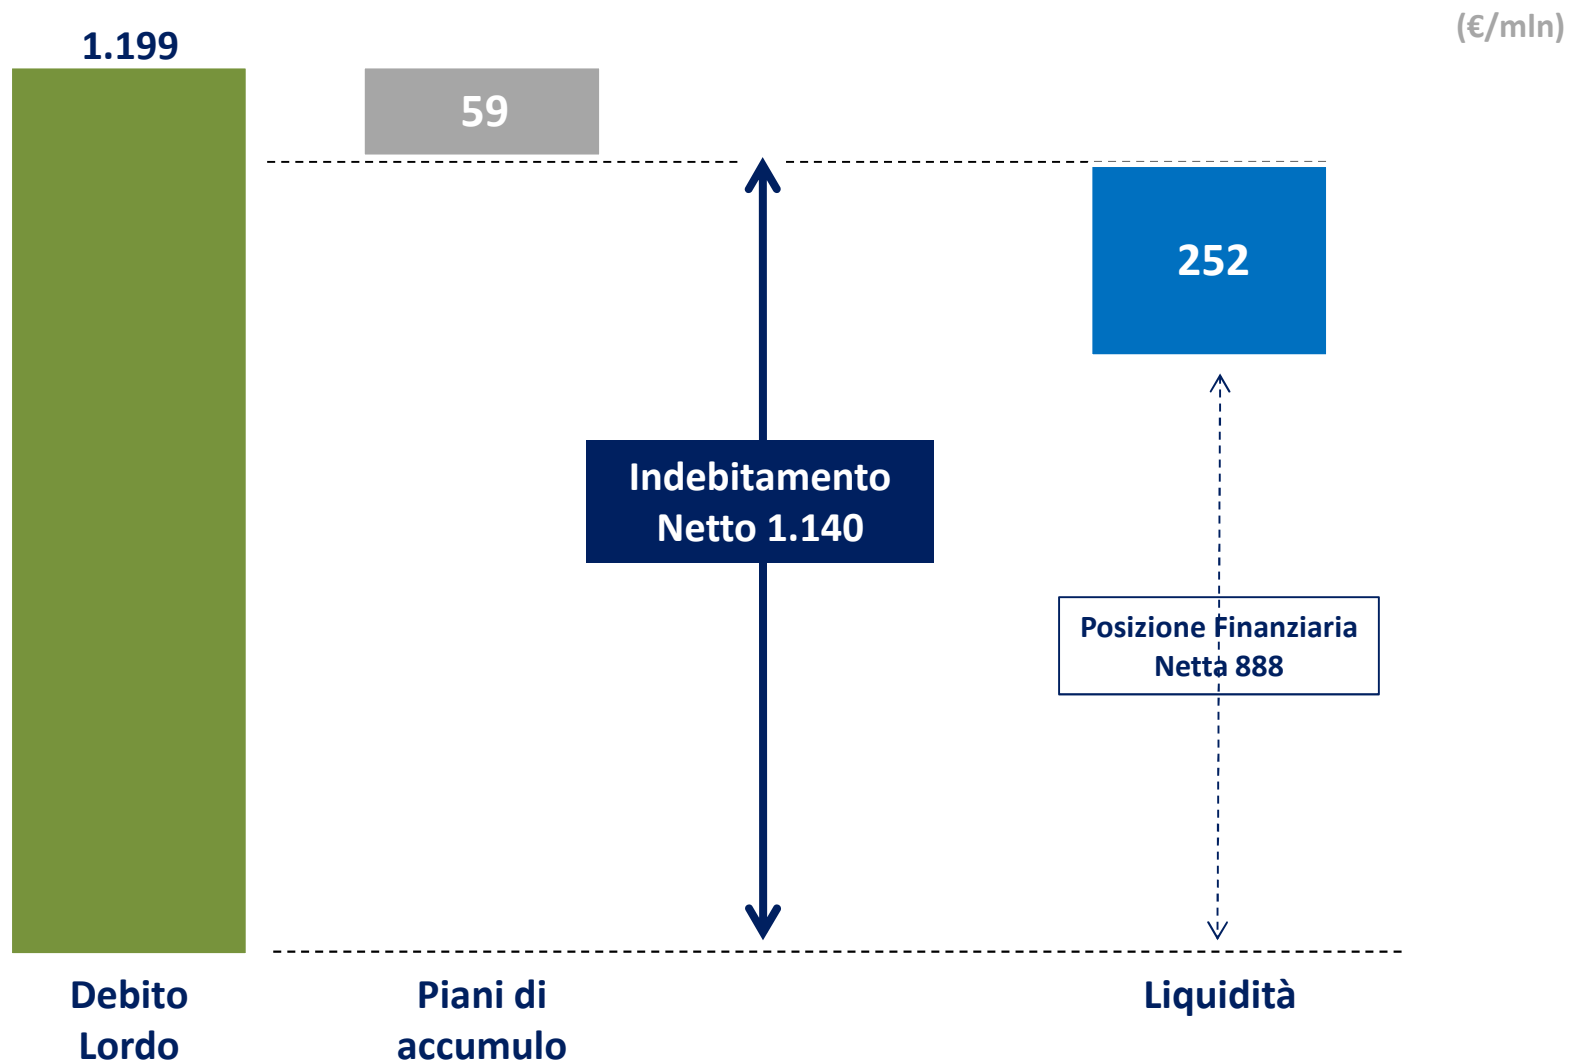 (€/mln)
1.199
59
252
Indebitamento
Netto 1.140
Posizione Finanziaria
Netta 888
Debito
Lordo
Piani di
accumulo
Liquidità